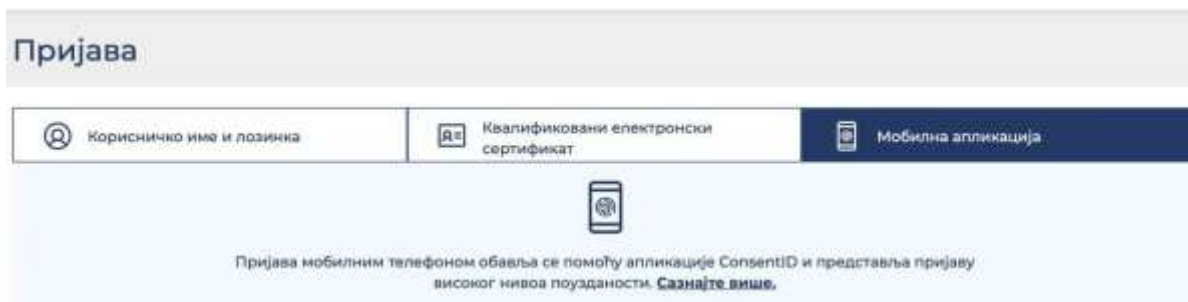 Пријава
Корисничко име и лозинка
Квалификовани електронски
сертификат
Мобилна апликација
Пријава мобилним телефоном обавља се помоћу апликације ConsentID и представља пријаву
високог нивоа поузданости. Сазнајте више.